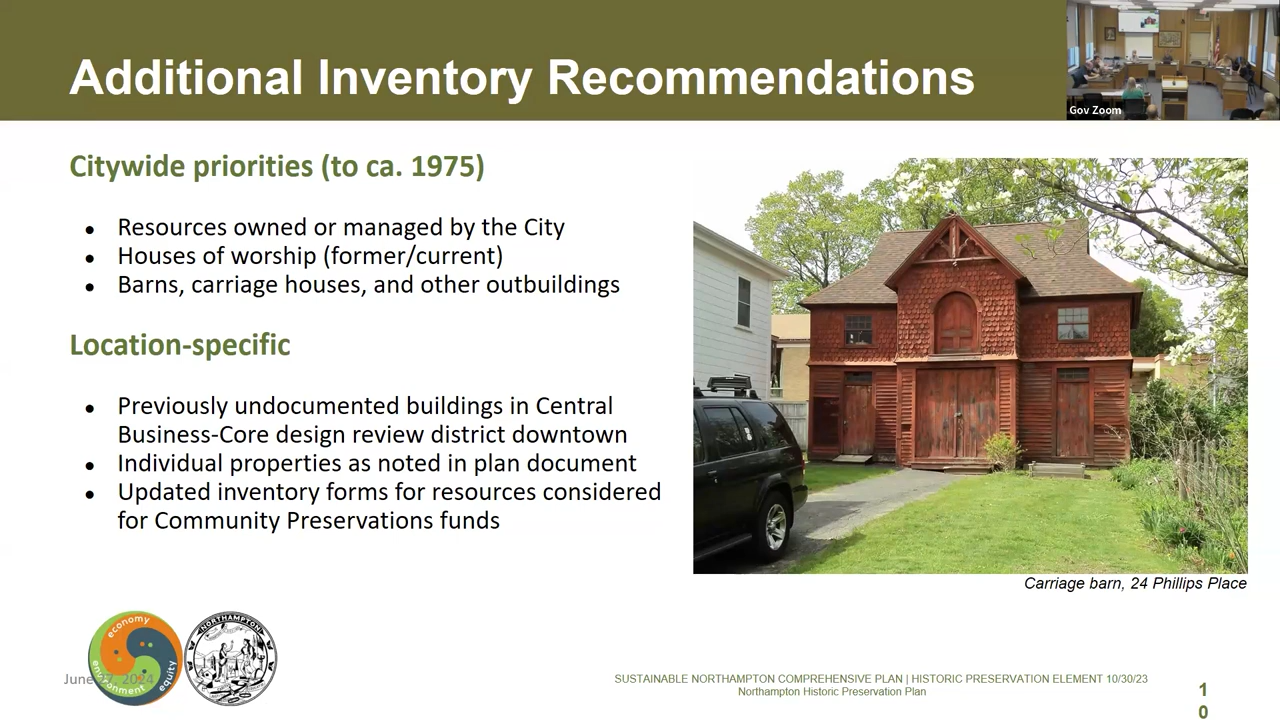 Additional Inventory Recommendations
Gov Zoom
Citywide priorities (to ca. 1975)
● Resources owned or managed by the City
● Houses of worship (former/current)
● Barns, carriage houses, and other outbuildings
Location-specific
● Previously undocumented buildings in Central
Business-Core design review district downtown
● Individual properties as noted in plan document
● Updated inventory forms for resources considered
for Community Preservations funds
Carriage barn, 24 Phillips Place
economy
environment
equity
NORTHAMPTON
June 27, 2024
SUSTAINABLE NORTHAMPTON COMPREHENSIVE PLAN | HISTORIC PRESERVATION ELEMENT 10/30/23
Northampton Historic Preservation Plan
1
0